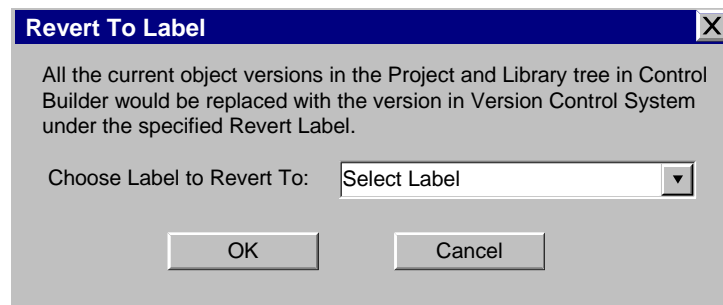 Revert To Label
X
All the current object versions in the Project and Library tree in Control
Builder would be replaced with the version in Version Control System
under the specified Revert Label.
Choose Label to Revert To: Select Label
OK Cancel